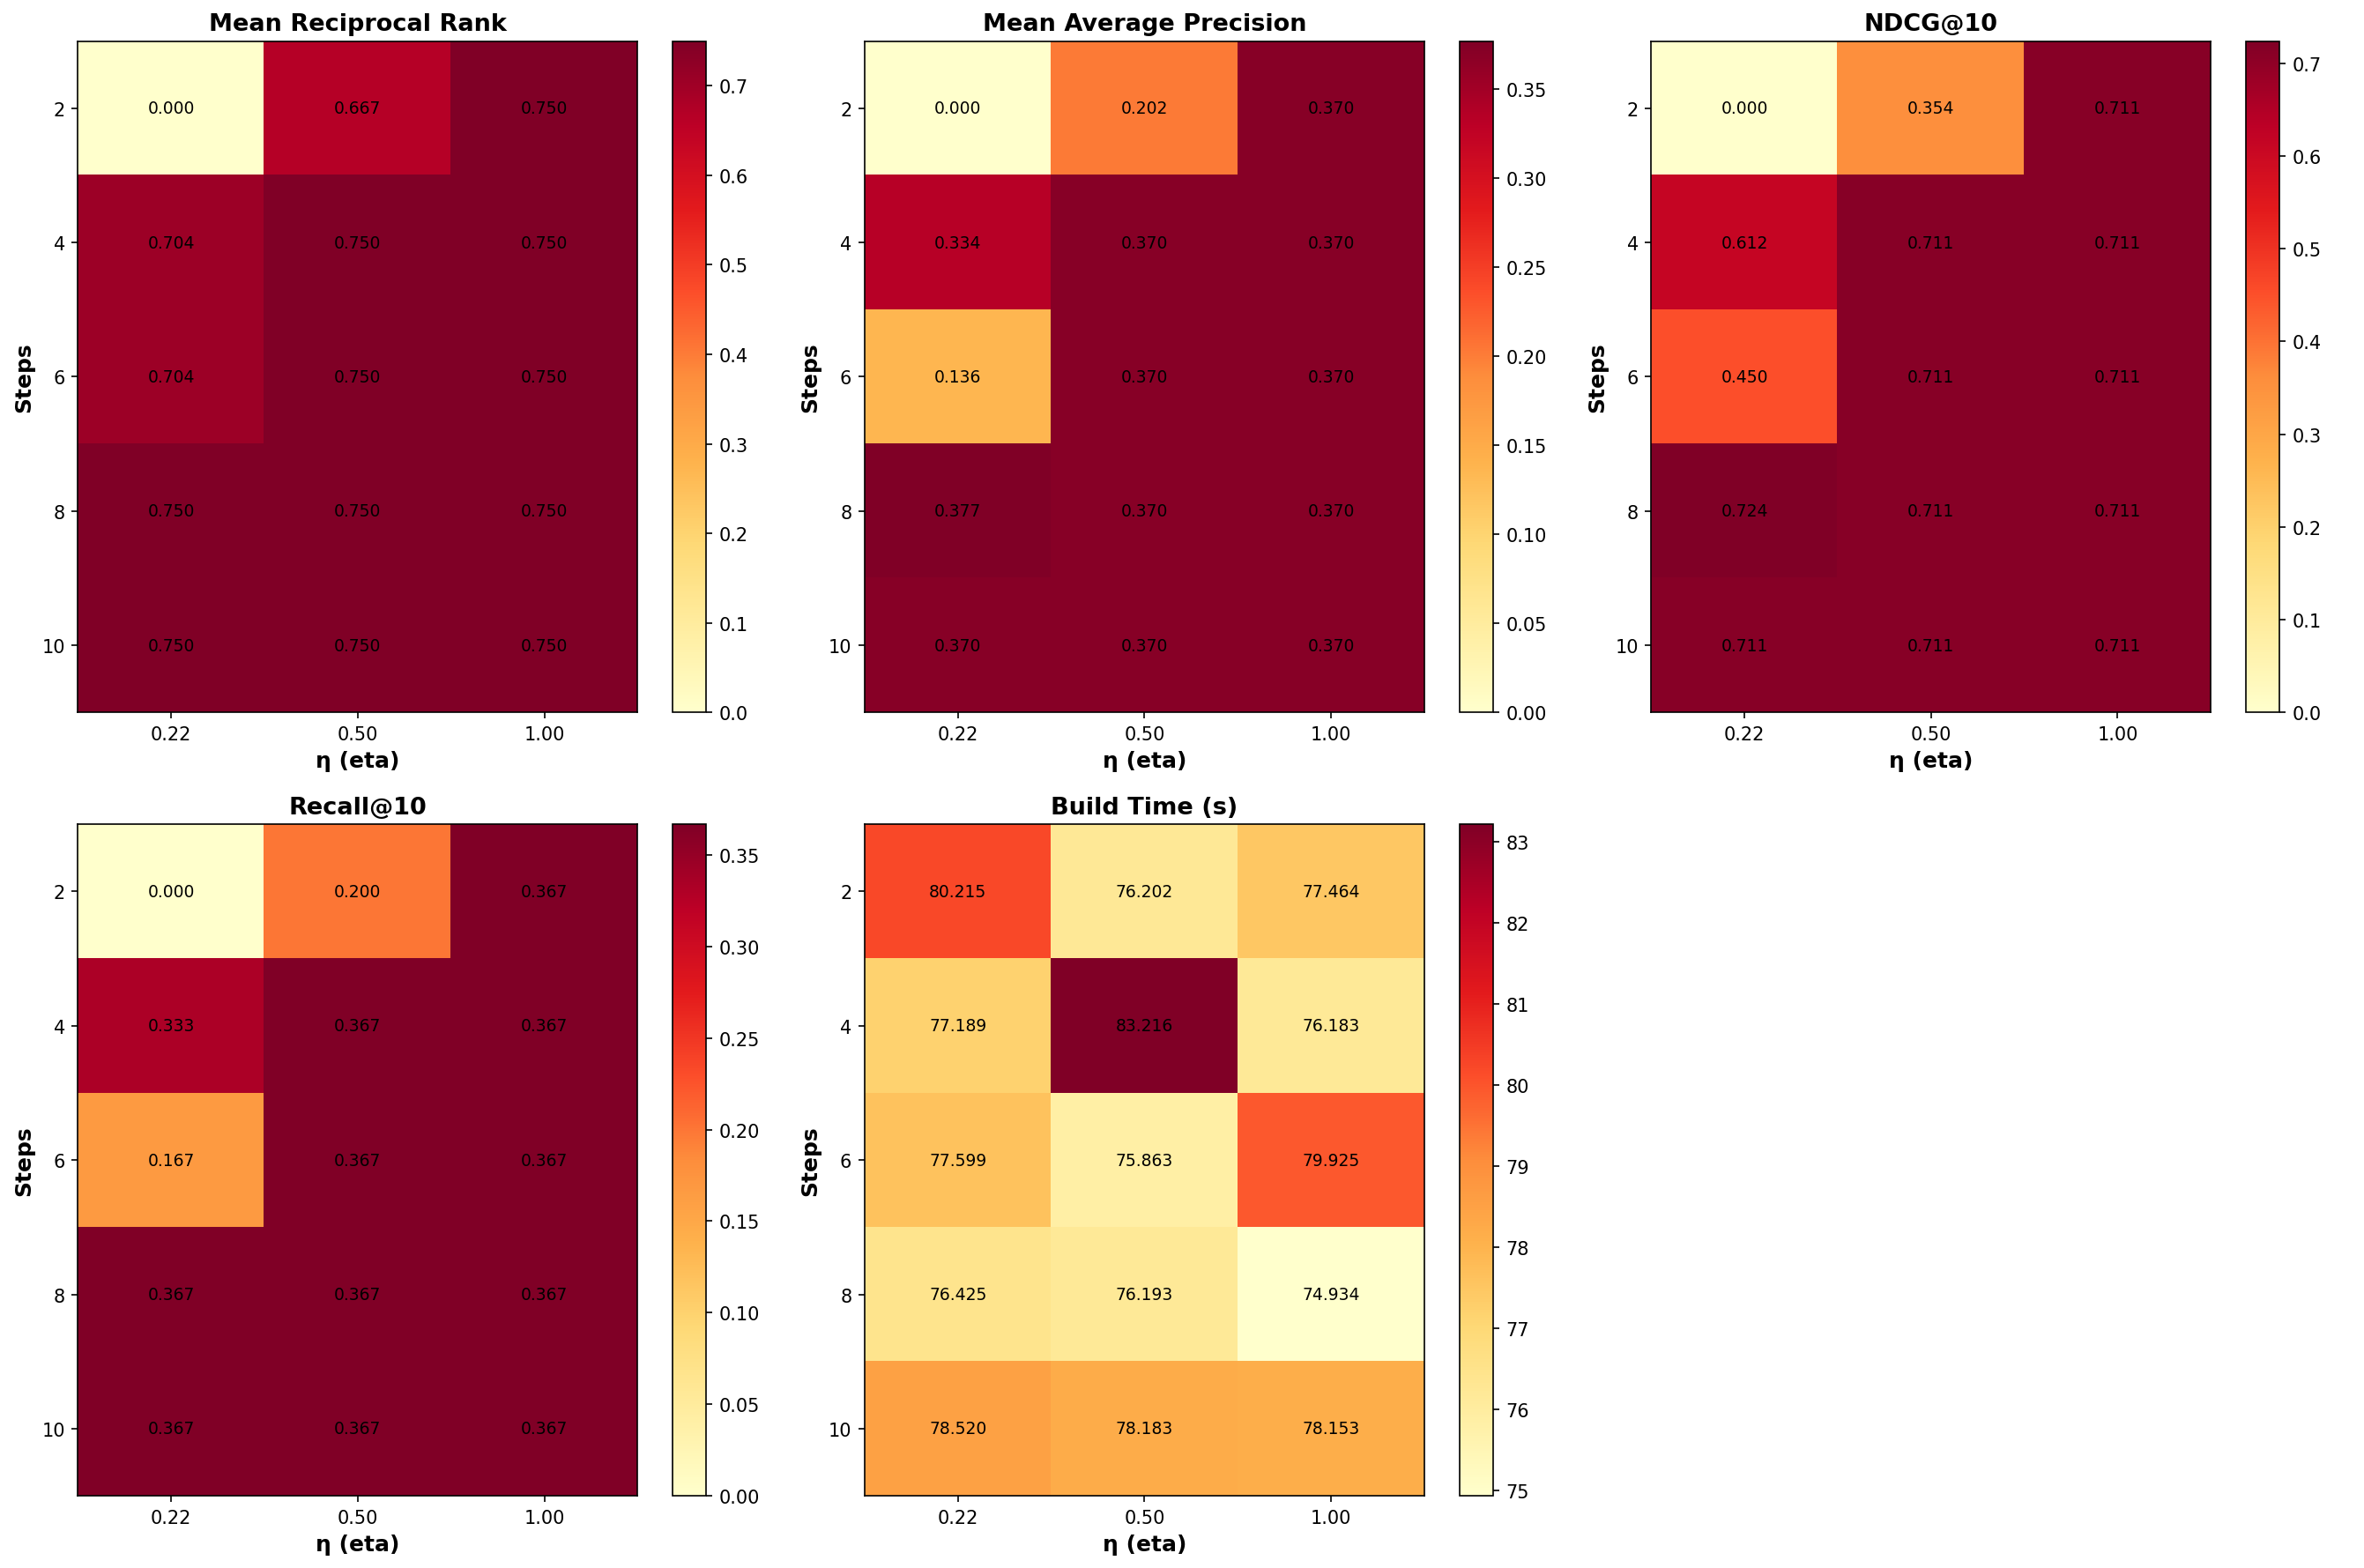 Mean Reciprocal Rank
Mean Average Precision
NDCG@10
Steps
2
4
6
8
10
0.000 0.667 0.750
0.704 0.750 0.750
0.704 0.750 0.750
0.750 0.750 0.750
0.750 0.750 0.750
0.22 0.50 1.00
η (eta)
0.7
0.6
0.5
0.4
0.3
0.2
0.1
0.0
Steps
2
4
6
8
10
0.000 0.202 0.370
0.334 0.370 0.370
0.136 0.370 0.370
0.377 0.370 0.370
0.370 0.370 0.370
0.22 0.50 1.00
η (eta)
0.35
0.30
0.25
0.20
0.15
0.10
0.05
0.00
Steps
2
4
6
8
10
0.000 0.354 0.711
0.612 0.711 0.711
0.450 0.711 0.711
0.724 0.711 0.711
0.711 0.711 0.711
0.22 0.50 1.00
η (eta)
0.7
0.6
0.5
0.4
0.3
0.2
0.1
0.0
Recall@10
Build Time (s)
Steps
2
4
6
8
10
0.000 0.200 0.367
0.333 0.367 0.367
0.167 0.367 0.367
0.367 0.367 0.367
0.367 0.367 0.367
0.22 0.50 1.00
η (eta)
0.35
0.30
0.25
0.20
0.15
0.10
0.05
0.00
Steps
2
4
6
8
10
80.215 76.202 77.464
77.189 83.216 76.183
77.599 75.863 79.925
76.425 76.193 74.934
78.520 78.183 78.153
0.22 0.50 1.00
η (eta)
83
82
81
80
79
78
77
76
75